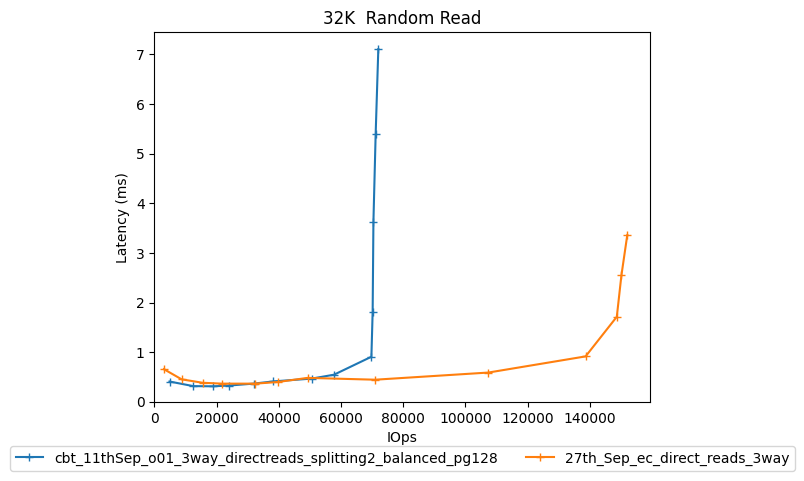 32K  Random Read
Latency (ms)
7
6
5
4
3
2
1
0
0 20000 40000 60000 80000 100000 120000 140000
IOps
cbt_11thSep_o01_3way_directreads_splitting2_balanced_pg128 27th_Sep_ec_direct_reads_3way